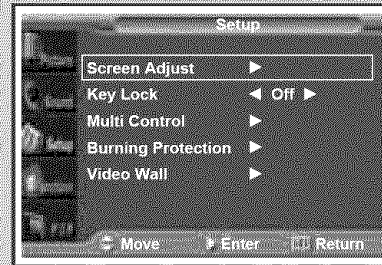 Setup
Screen Adjust ▶
Key Lock ◀ Off ▶
Multi Control ▶
Burning Protection ▶
Video Wall ▶
Move Enter Return